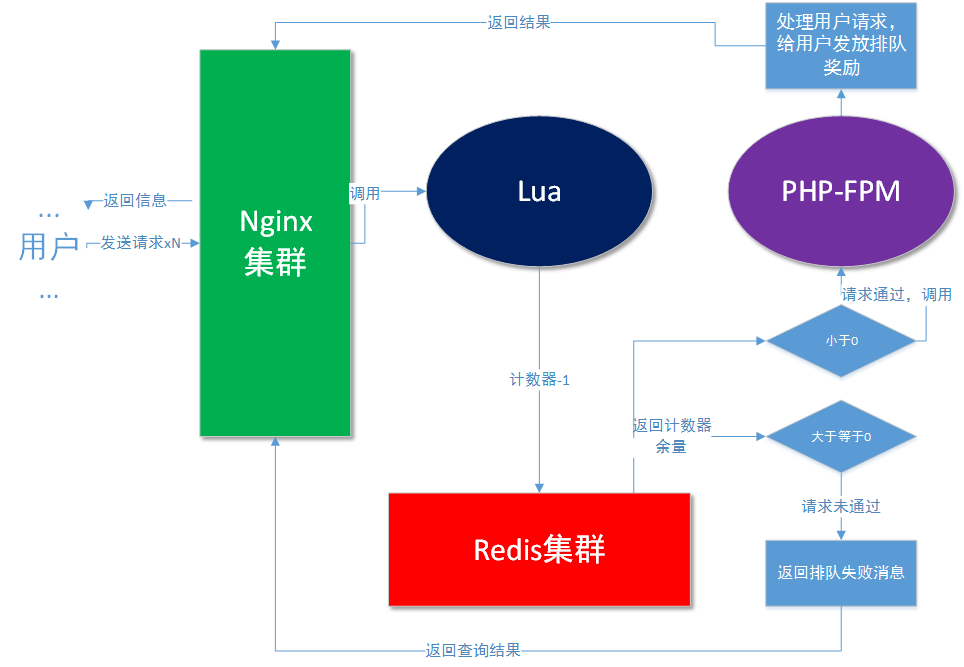 返回结果
处理用户请求，
给用户发放排队
奖励
返回信息
...
用户
发送请求xN
...
Nginx
集群
调用
Lua
PHP-FPM
请求通过，调用
小于0
计数器-1
返回计数器
余量
大于等于0
请求未通过
Redis集群
返回排队失败消息
返回查询结果